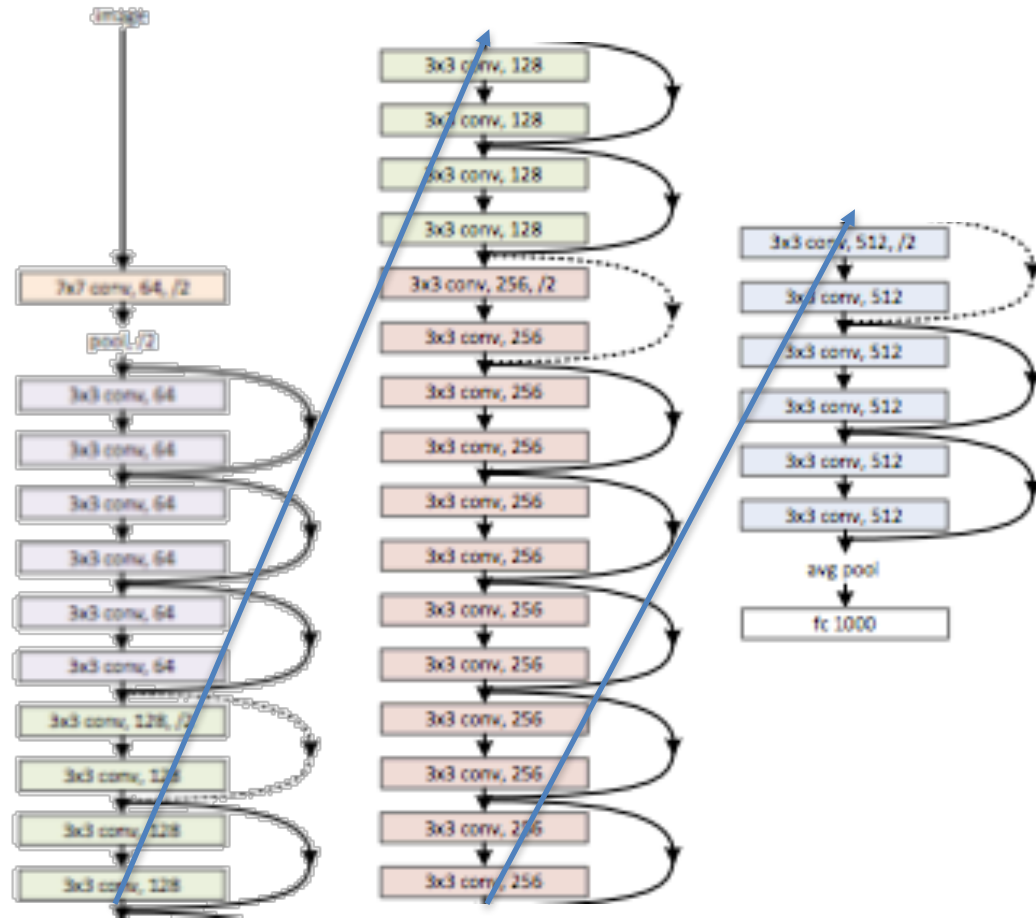 image
7x7 conv, 64, /2
pool, /2
3x3 conv, 64
3x3 conv, 64
3x3 conv, 64
3x3 conv, 64
3x3 conv, 64
3x3 conv, 64
3x3 conv, 128, /2
3x3 conv, 128
3x3 conv, 128
3x3 conv, 128
3x3 conv, 128
3x3 conv, 128
3x3 conv, 128
3x3 conv, 128
3x3 conv, 256, /2
3x3 conv, 256
3x3 conv, 256
3x3 conv, 256
3x3 conv, 256
3x3 conv, 256
3x3 conv, 256
3x3 conv, 256
3x3 conv, 256
3x3 conv, 256
3x3 conv, 256
3x3 conv, 256
3x3 conv, 512, /2
3x3 conv, 512
3x3 conv, 512
3x3 conv, 512
3x3 conv, 512
3x3 conv, 512
avg pool
fc 1000